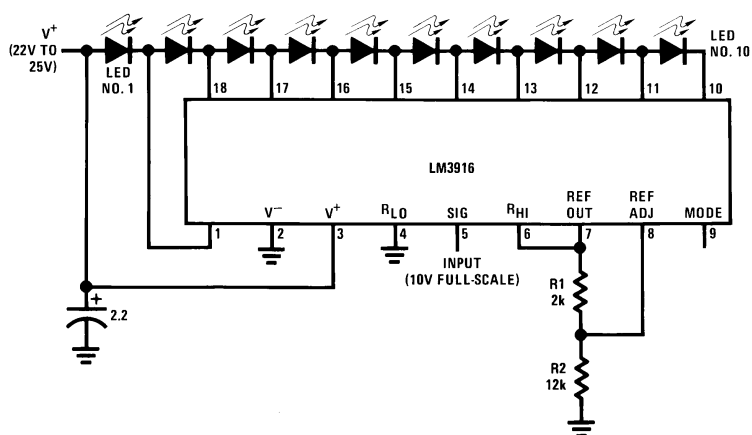 V+
(22V TO
25V)
LED
NO. 1
LED
NO. 10
18
17
16
15
14
13
12
11
10
LM3916
V−
V+
RLO
SIG
RHI
REF
OUT
REF
ADJ
MODE
1
2
3
4
5
6
7
8
9
INPUT
(10V FULL-SCALE)
+
2.2
R1
2k
R2
12k